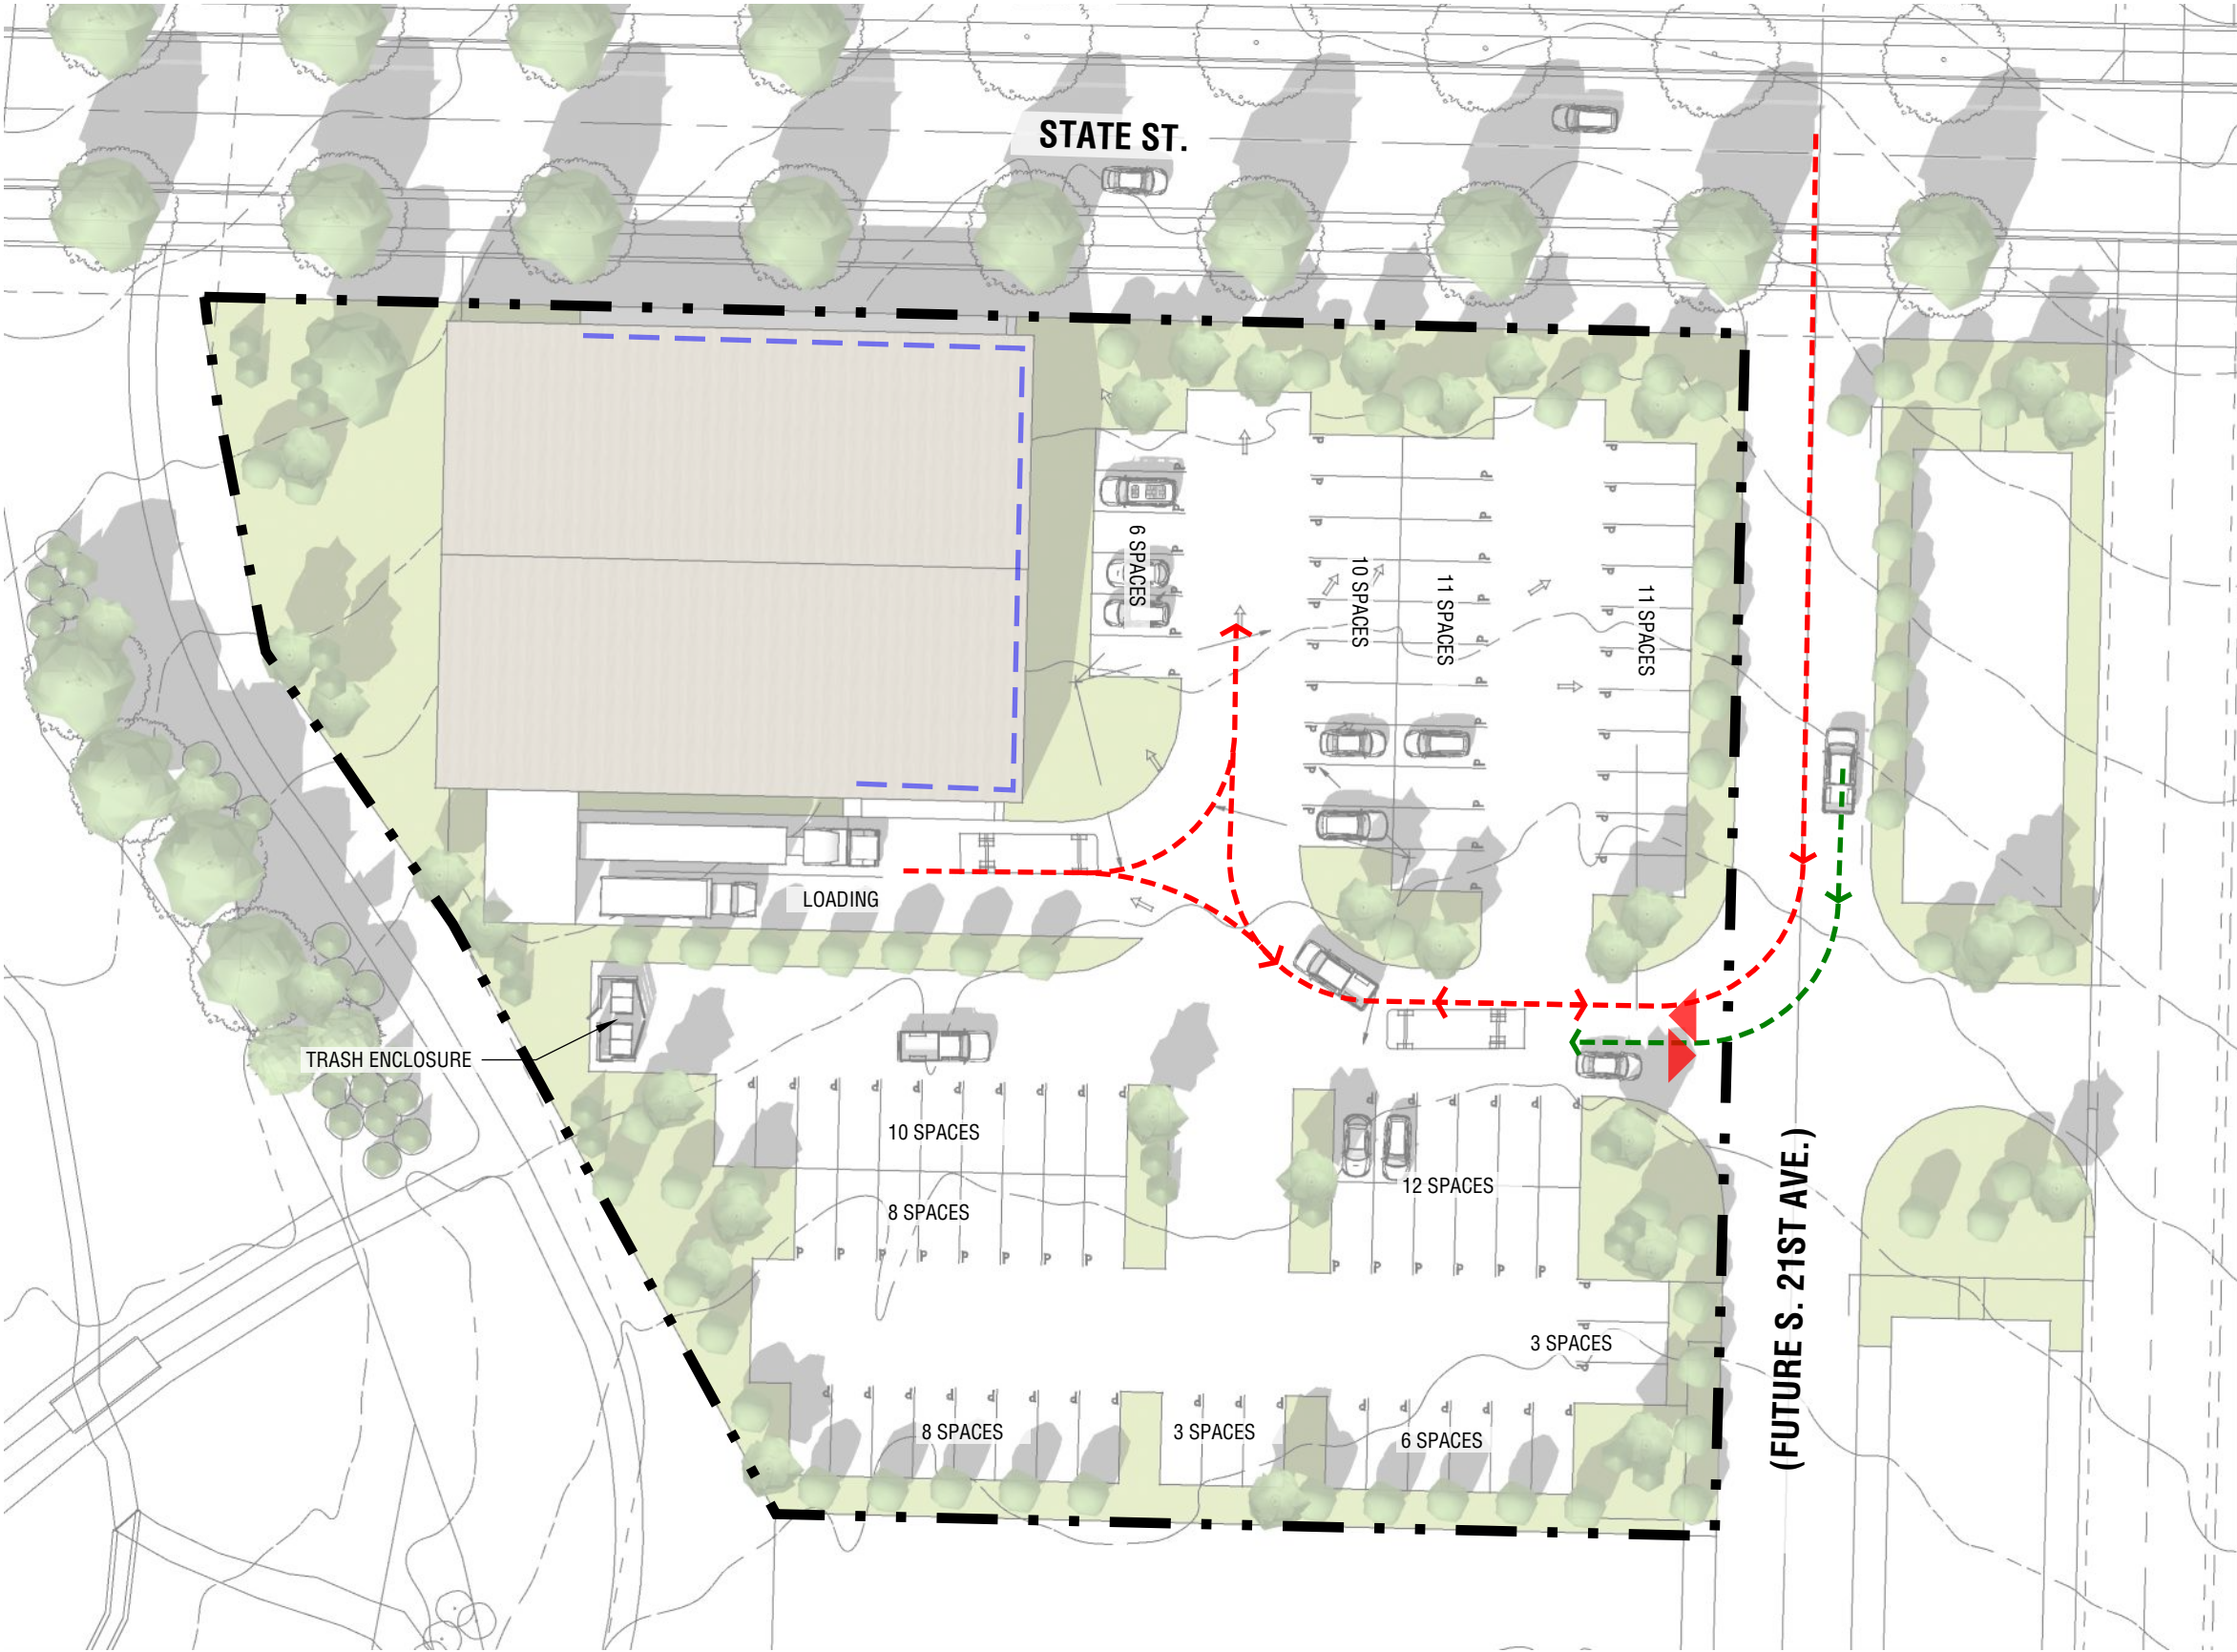 STATE ST.
6 SPACES
10 SPACES
11 SPACES
11 SPACES
LOADING
TRASH ENCLOSURE
10 SPACES
8 SPACES
12 SPACES
3 SPACES
8 SPACES
3 SPACES
6 SPACES
(FUTURE S. 21ST AVE.)